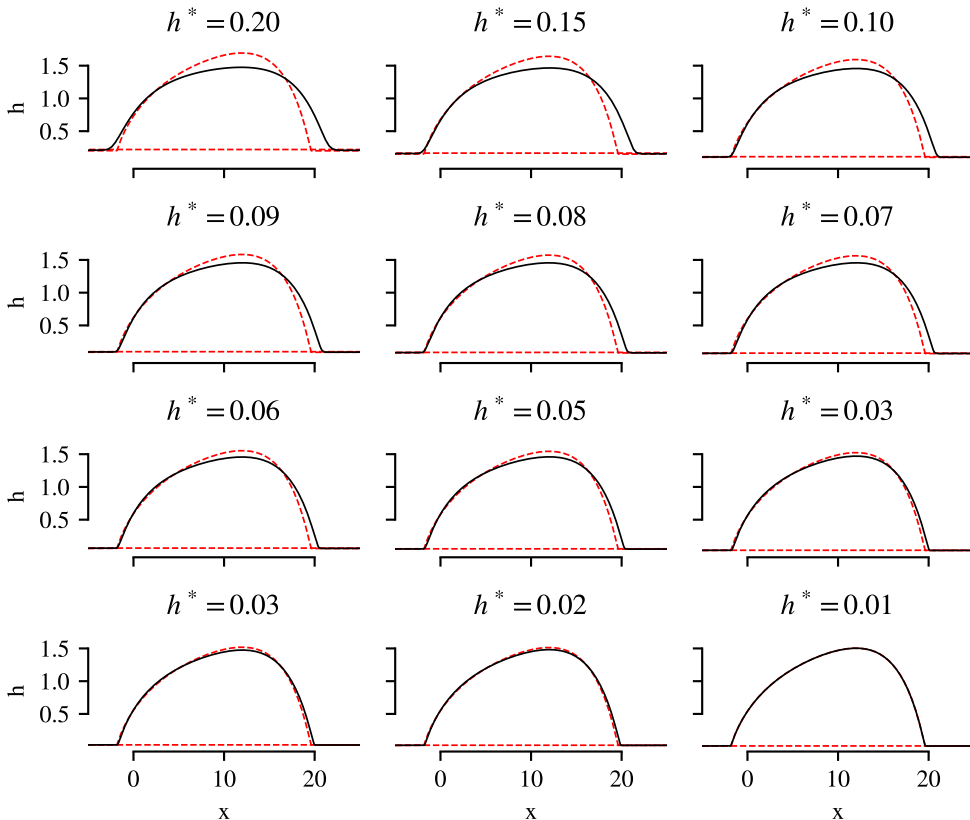 h* = 0.20 h* = 0.15 h* = 0.10
1.5
1.0
0.5
h
h* = 0.09 h* = 0.08 h* = 0.07
1.5
1.0
0.5
h
h* = 0.06 h* = 0.05 h* = 0.03
1.5
1.0
0.5
h
h* = 0.03 h* = 0.02 h* = 0.01
1.5
1.0
0.5
h
0 10 20 0 10 20 0 10 20
x x x